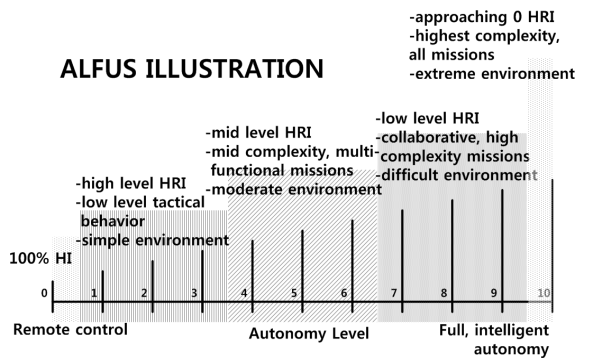 -approaching 0 HRI
-highest complexity,
all missions
-extreme environment
ALFUS ILLUSTRATION
-low level HRI
-collaborative, high
complexity missions
-difficult environment
-mid level HRI
-mid complexity, multi-
functional missions
-moderate environment
-high level HRI
-low level tactical
behavior
-simple environment
100% HI
0 1 2 3 4 5 6 7 8 9 10
Remote control
Autonomy Level
Full, intelligent
autonomy